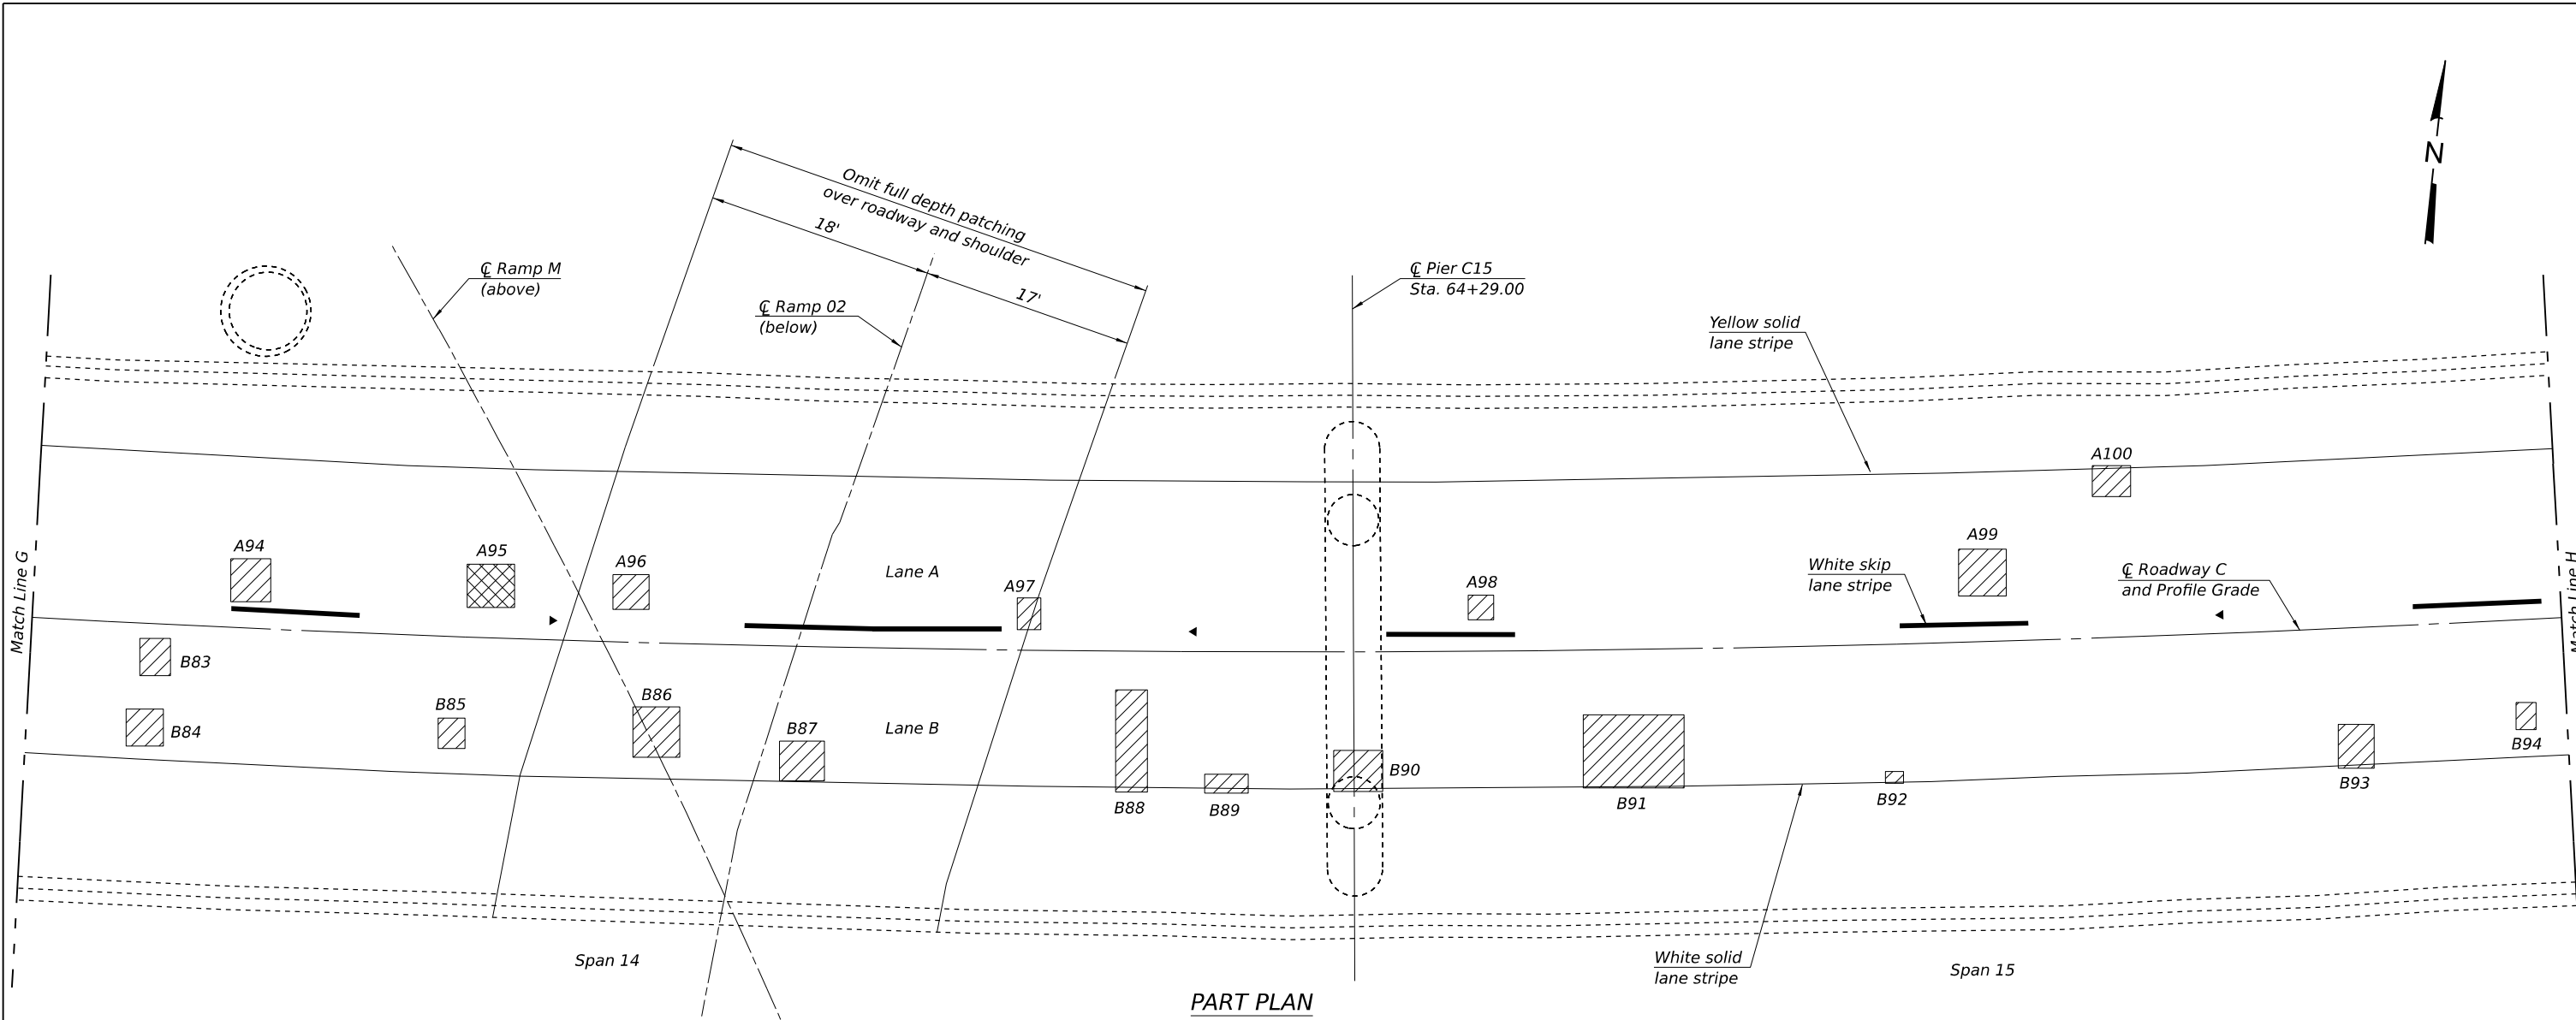 N
Omit full depth patching
over roadway and shoulder
18'
17'
℄ Ramp M
(above)
℄ Ramp 02
(below)
℄ Pier C15
Sta. 64+29.00
Yellow solid
lane stripe
A100
A94
A95
A96
Lane A
A97
A98
A99
White skip
lane stripe
℄ Roadway C
and Profile Grade
Match Line G
Match Line H
B83
B84
B85
B86
B87
Lane B
B88
B89
B90
B91
B92
B93
B94
White solid
lane stripe
Span 14
Span 15
PART PLAN